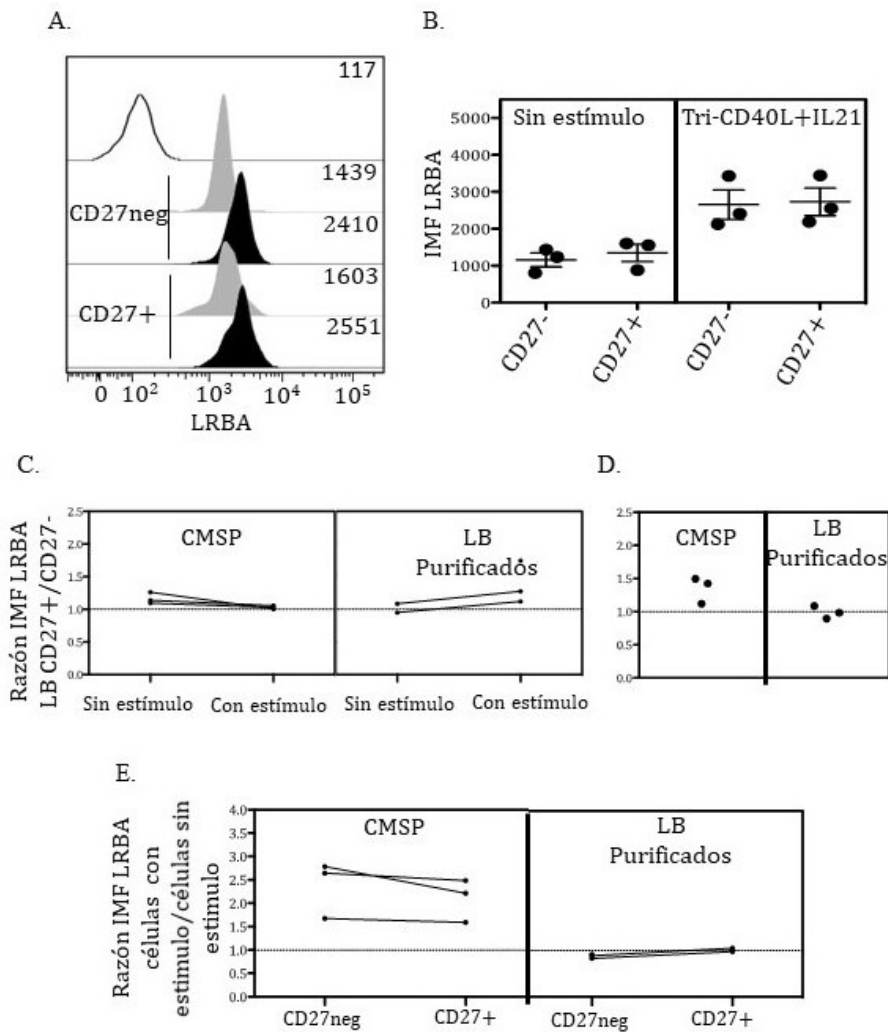 A.
117
1439
CD27neg
2410
1603
CD27+
2551
0 10² 10³ 10⁴ 10⁵
LRBA
B.
Sin estímulo
Tri-CD40L+IL21
IMF LRBA
5000
4000
3000
2000
1000
0
CD27-
CD27+
CD27-
CD27+
C.
Razón IMF LRBA
LB CD27+/CD27-
2.5
2.0
1.5
1.0
0.5
0.0
CMSP
LB
Purificados
Sin estímulo
Con estímulo
Sin estímulo
Con estímulo
D.
2.5
2.0
1.5
1.0
0.5
0.0
CMSP
LB
Purificados
E.
Razón IMF LRBA
células con
estimulo/células sin
estimulo
4.0
3.5
3.0
2.5
2.0
1.5
1.0
0.5
0.0
CMSP
LB
Purificados
CD27neg
CD27+
CD27neg
CD27+